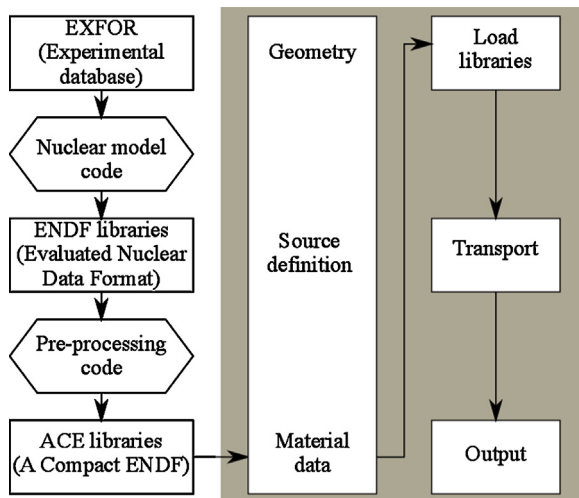 EXFOR
(Experimental
database)
Nuclear model
code
ENDF libraries
(Evaluated Nuclear
Data Format)
Pre-processing
code
ACE libraries
(A Compact ENDF)
Geometry
Source
definition
Material
data
Load
libraries
Transport
Output